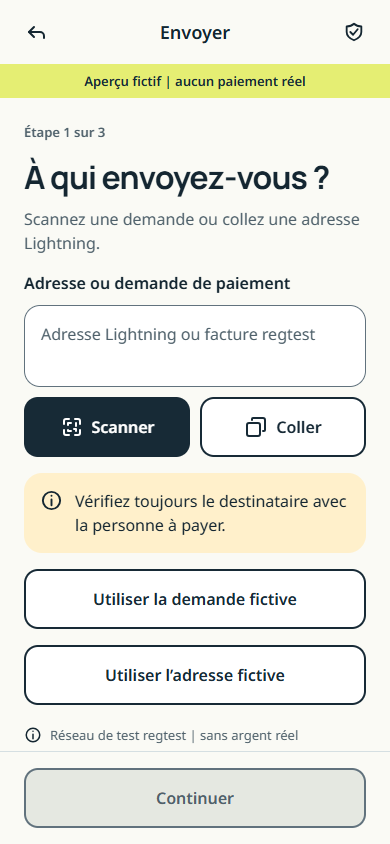 Envoyer
Aperçu fictif | aucun paiement réel
Étape 1 sur 3
À qui envoyez-vous ?
Scannez une demande ou collez une adresse
Lightning.
Adresse ou demande de paiement
Adresse Lightning ou facture regtest
Scanner
Coller
Vérifiez toujours le destinataire avec
la personne à payer.
Utiliser la demande fictive
Utiliser l’adresse fictive
Réseau de test regtest | sans argent réel
Continuer